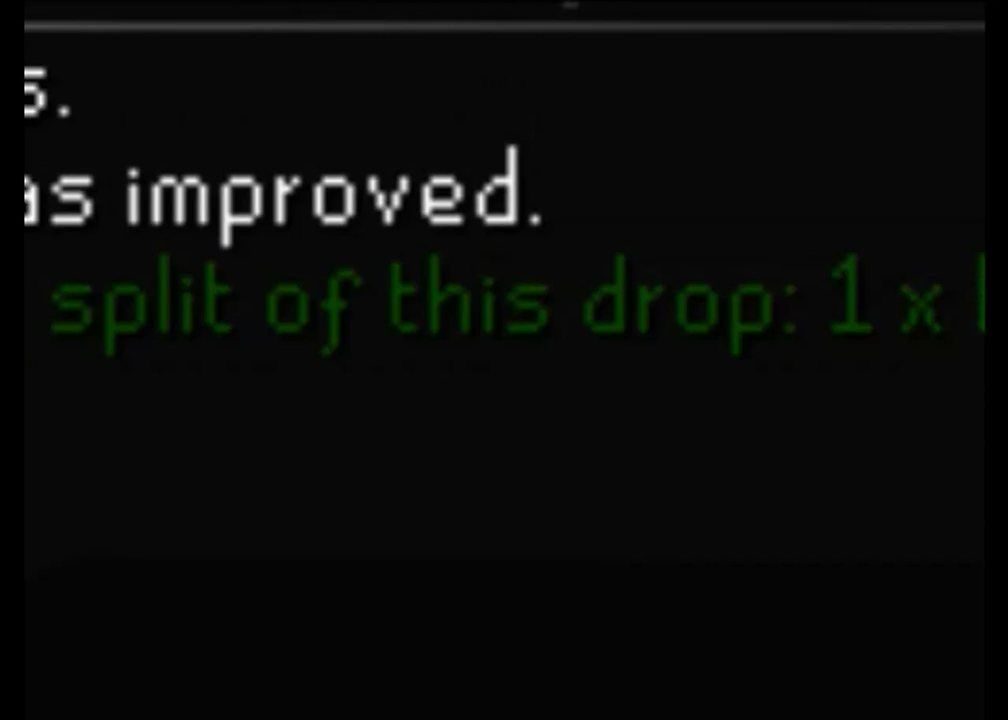 s.
as improved.
split of this drop: 1 x